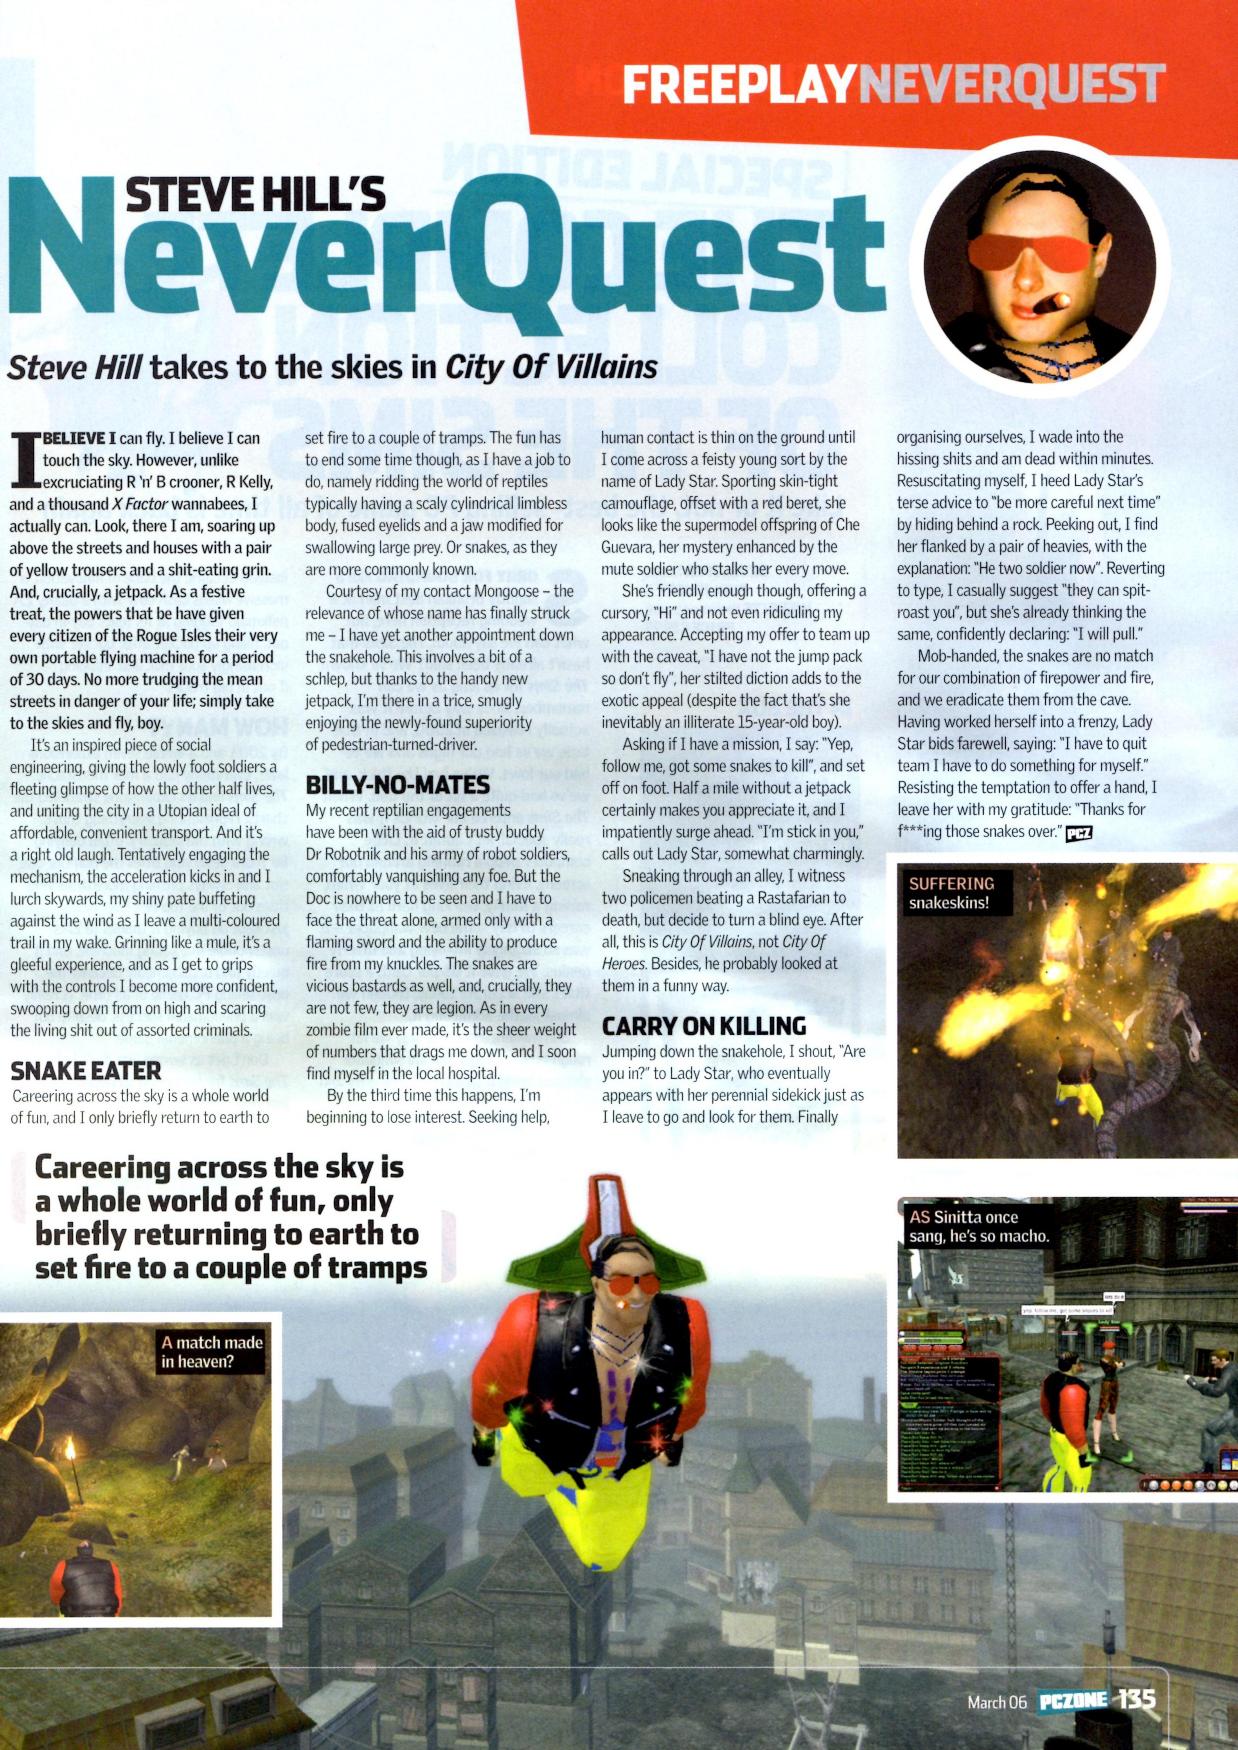 FREEPLAYNEVERQUEST
STEVE HILL'S
NeverQuest
Steve Hill takes to the skies in City Of Villains
I BELIEVE I can fly. I believe I can
touch the sky. However, unlike
excruciating R 'n' B crooner, R Kelly,
and a thousand X Factor wannabees, I
actually can. Look, there I am, soaring up
above the streets and houses with a pair
of yellow trousers and a shit-eating grin.
And, crucially, a jetpack. As a festive
treat, the powers that be have given
every citizen of the Rogue Isles their very
own portable flying machine for a period
of 30 days. No more trudging the mean
streets in danger of your life; simply take
to the skies and fly, boy.
It's an inspired piece of social
engineering, giving the lowly foot soldiers a
fleeting glimpse of how the other half lives,
and uniting the city in a Utopian ideal of
affordable, convenient transport. And it's
a right old laugh. Tentatively engaging the
mechanism, the acceleration kicks in and I
lurch skywards, my shiny pate buffeting
against the wind as I leave a multi-coloured
trail in my wake. Grinning like a mule, it's a
gleeful experience, and as I get to grips
with the controls I become more confident,
swooping down from on high and scaring
the living shit out of assorted criminals.
SNAKE EATER
Careering across the sky is a whole world
of fun, and I only briefly return to earth to
set fire to a couple of tramps. The fun has
to end some time though, as I have a job to
do, namely ridding the world of reptiles
typically having a scaly cylindrical limbless
body, fused eyelids and a jaw modified for
swallowing large prey. Or snakes, as they
are more commonly known.
Courtesy of my contact Mongoose – the
relevance of whose name has finally struck
me – I have yet another appointment down
the snakehole. This involves a bit of a
schlep, but thanks to the handy new
jetpack, I'm there in a trice, smugly
enjoying the newly-found superiority
of pedestrian-turned-driver.
BILLY-NO-MATES
My recent reptilian engagements
have been with the aid of trusty buddy
Dr Robotnik and his army of robot soldiers,
comfortably vanquishing any foe. But the
Doc is nowhere to be seen and I have to
face the threat alone, armed only with a
flaming sword and the ability to produce
fire from my knuckles. The snakes are
vicious bastards as well, and, crucially, they
are not few, they are legion. As in every
zombie film ever made, it's the sheer weight
of numbers that drags me down, and I soon
find myself in the local hospital.
By the third time this happens, I'm
beginning to lose interest. Seeking help,
human contact is thin on the ground until
I come across a feisty young sort by the
name of Lady Star. Sporting skin-tight
camouflage, offset with a red beret, she
looks like the supermodel offspring of Che
Guevara, her mystery enhanced by the
mute soldier who stalks her every move.
She's friendly enough though, offering a
cursory, "Hi" and not even ridiculing my
appearance. Accepting my offer to team up
with the caveat, "I have not the jump pack
so don't fly", her stilted diction adds to the
exotic appeal (despite the fact that's she
inevitably an illiterate 15-year-old boy).
Asking if I have a mission, I say: "Yep,
follow me, got some snakes to kill", and set
off on foot. Half a mile without a jetpack
certainly makes you appreciate it, and I
impatiently surge ahead. "I'm stick in you,"
calls out Lady Star, somewhat charmingly.
Sneaking through an alley, I witness
two policemen beating a Rastafarian to
death, but decide to turn a blind eye. After
all, this is City Of Villains, not City Of
Heroes. Besides, he probably looked at
them in a funny way.
CARRY ON KILLING
Jumping down the snakehole, I shout, "Are
you in?" to Lady Star, who eventually
appears with her perennial sidekick just as
I leave to go and look for them. Finally
organising ourselves, I wade into the
hissing shits and am dead within minutes.
Resuscitating myself, I heed Lady Star's
terse advice to "be more careful next time"
by hiding behind a rock. Peeking out, I find
her flanked by a pair of heavies, with the
explanation: "He two soldier now". Reverting
to type, I casually suggest "they can spit-
roast you", but she's already thinking the
same, confidently declaring: "I will pull."
Mob-handed, the snakes are no match
for our combination of firepower and fire,
and we eradicate them from the cave.
Having worked herself into a frenzy, Lady
Star bids farewell, saying: "I have to quit
team I have to do something for myself."
Resisting the temptation to offer a hand, I
leave her with my gratitude: "Thanks for
f***ing those snakes over." PCZ
SUFFERING
snakeskins!
Careering across the sky is
a whole world of fun, only
briefly returning to earth to
set fire to a couple of tramps
AS Sinitta once
sang, he's so macho.
yep, follow me, got some snakes to kill
Lady Star
A match made
in heaven?
March 06 PCZONE 135